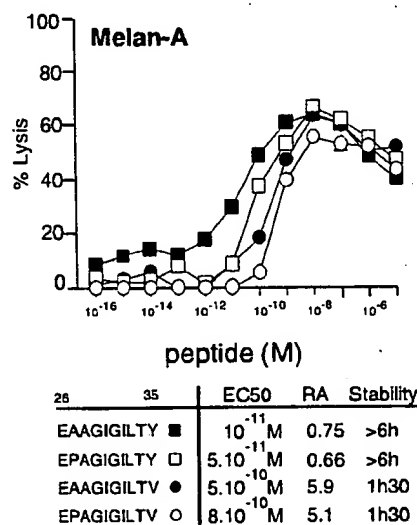 Melan-A
100
80
60
40
20
0
% Lysis
10-16 10-14 10-12 10-10 10-8 10-6
peptide (M)
26 35 EC50 RA Stability
EAAGIGILTY ■ 10-11M 0.75 >6h
EPAGIGILTY □ 5.10-11M 0.66 >6h
EAAGIGILTV ● 5.10-10M 5.9 1h30
EPAGIGILTV ○ 8.10-10M 5.1 1h30